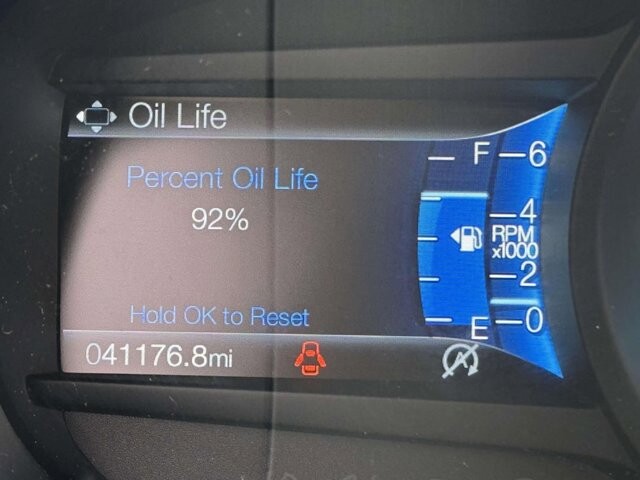 Oil Life
Percent Oil Life
92%
Hold OK to Reset
041176.8mi
F
E
6
4
RPM
x1000
2
0